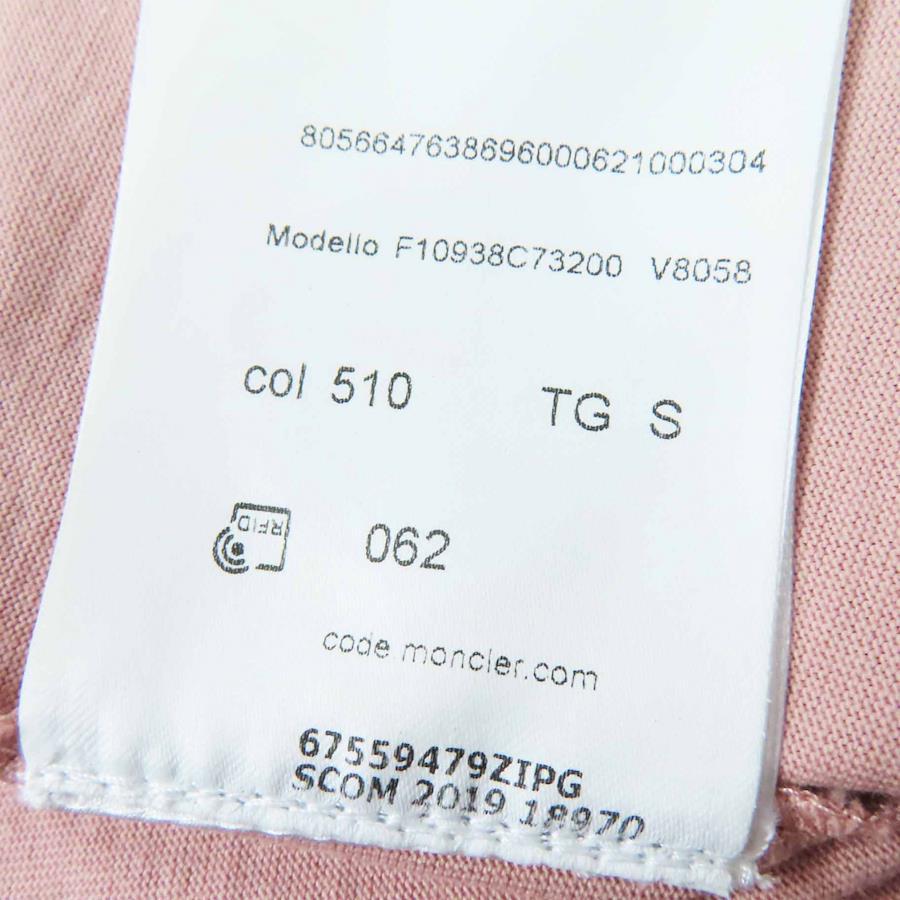 8056647638696000621000304
Modello F10938C73200 V8058
col 510 TG S
RFID 062
code.moncler.com
67559479ZIPG
SCOM 2019 18970